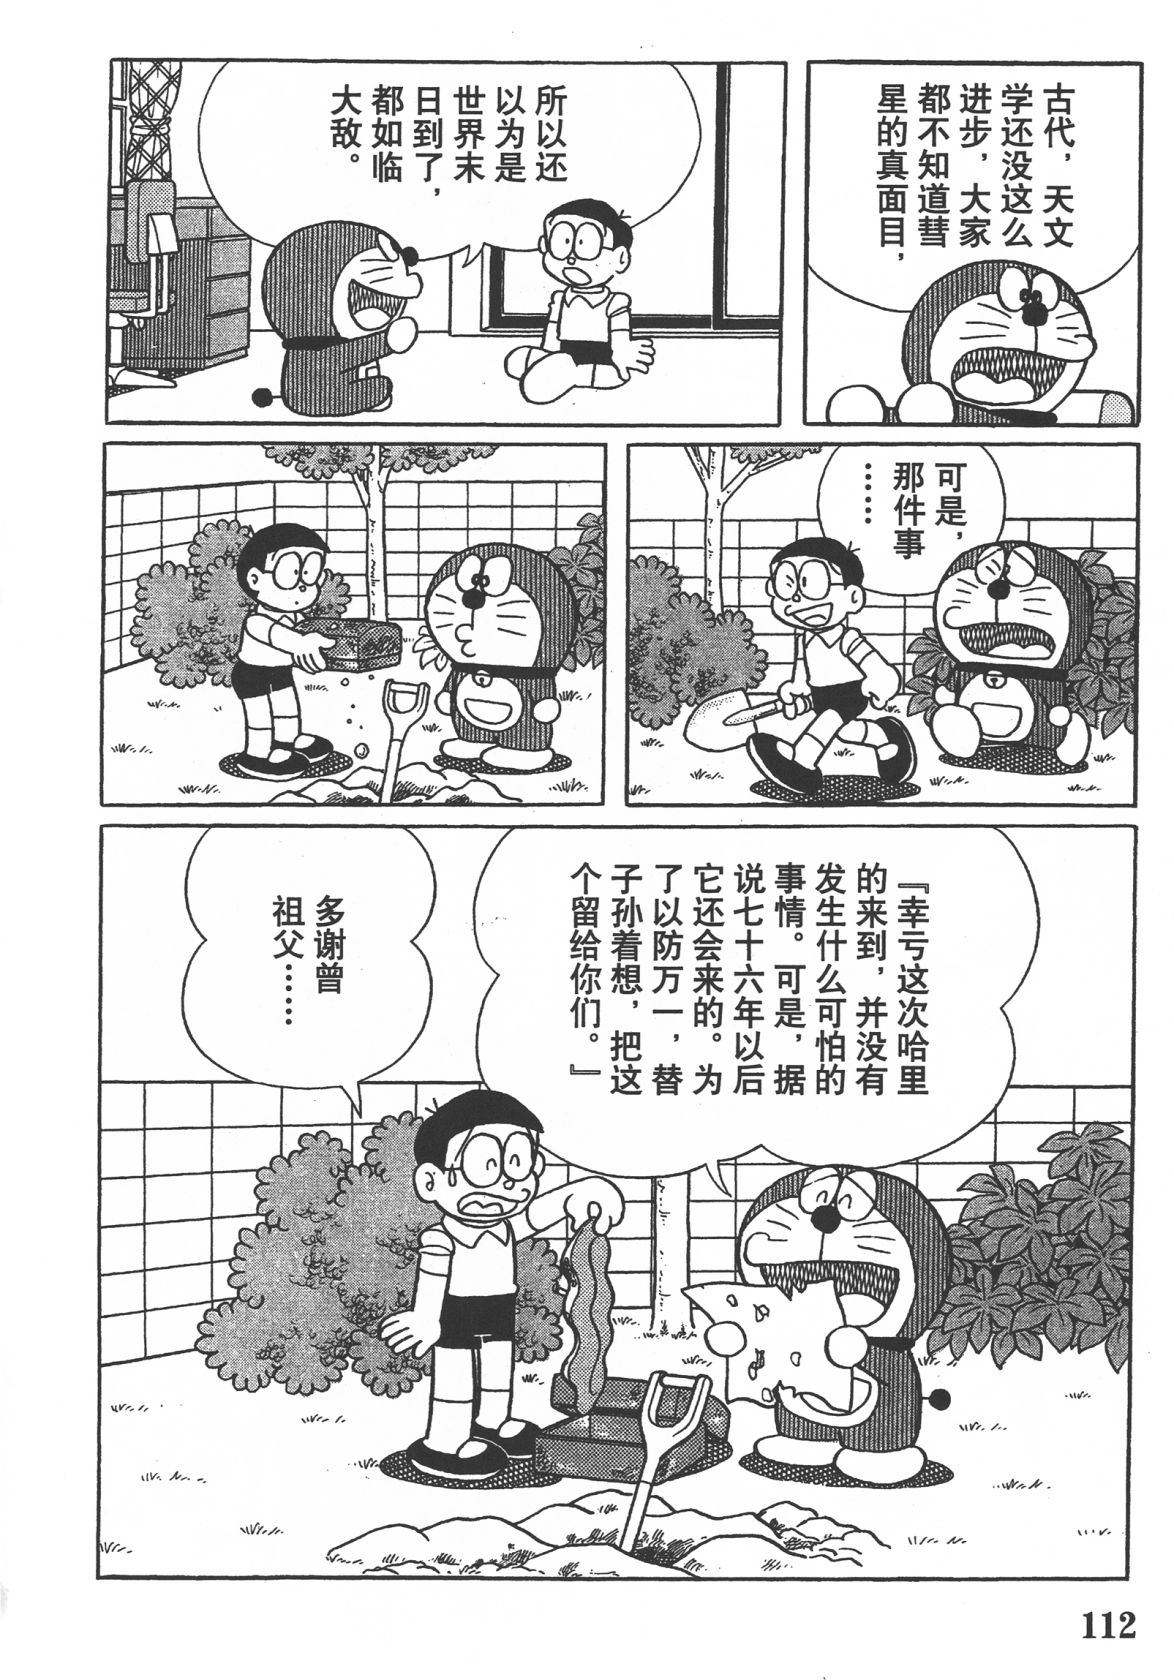 古代，天文
学还没这么
进步，大家
都不知道彗
星的真面目，
所以还
以为是
世界末
日到了，
都如临
大敌。
可是，
那件事
……
『幸亏这次哈里
的来到，并没有
发生什么可怕的
事情。可是，据
说七十六年以后
它还会来的。为
了以防万一，替
子孙着想，把这
个留给你们。』
多谢曾
祖父……
112